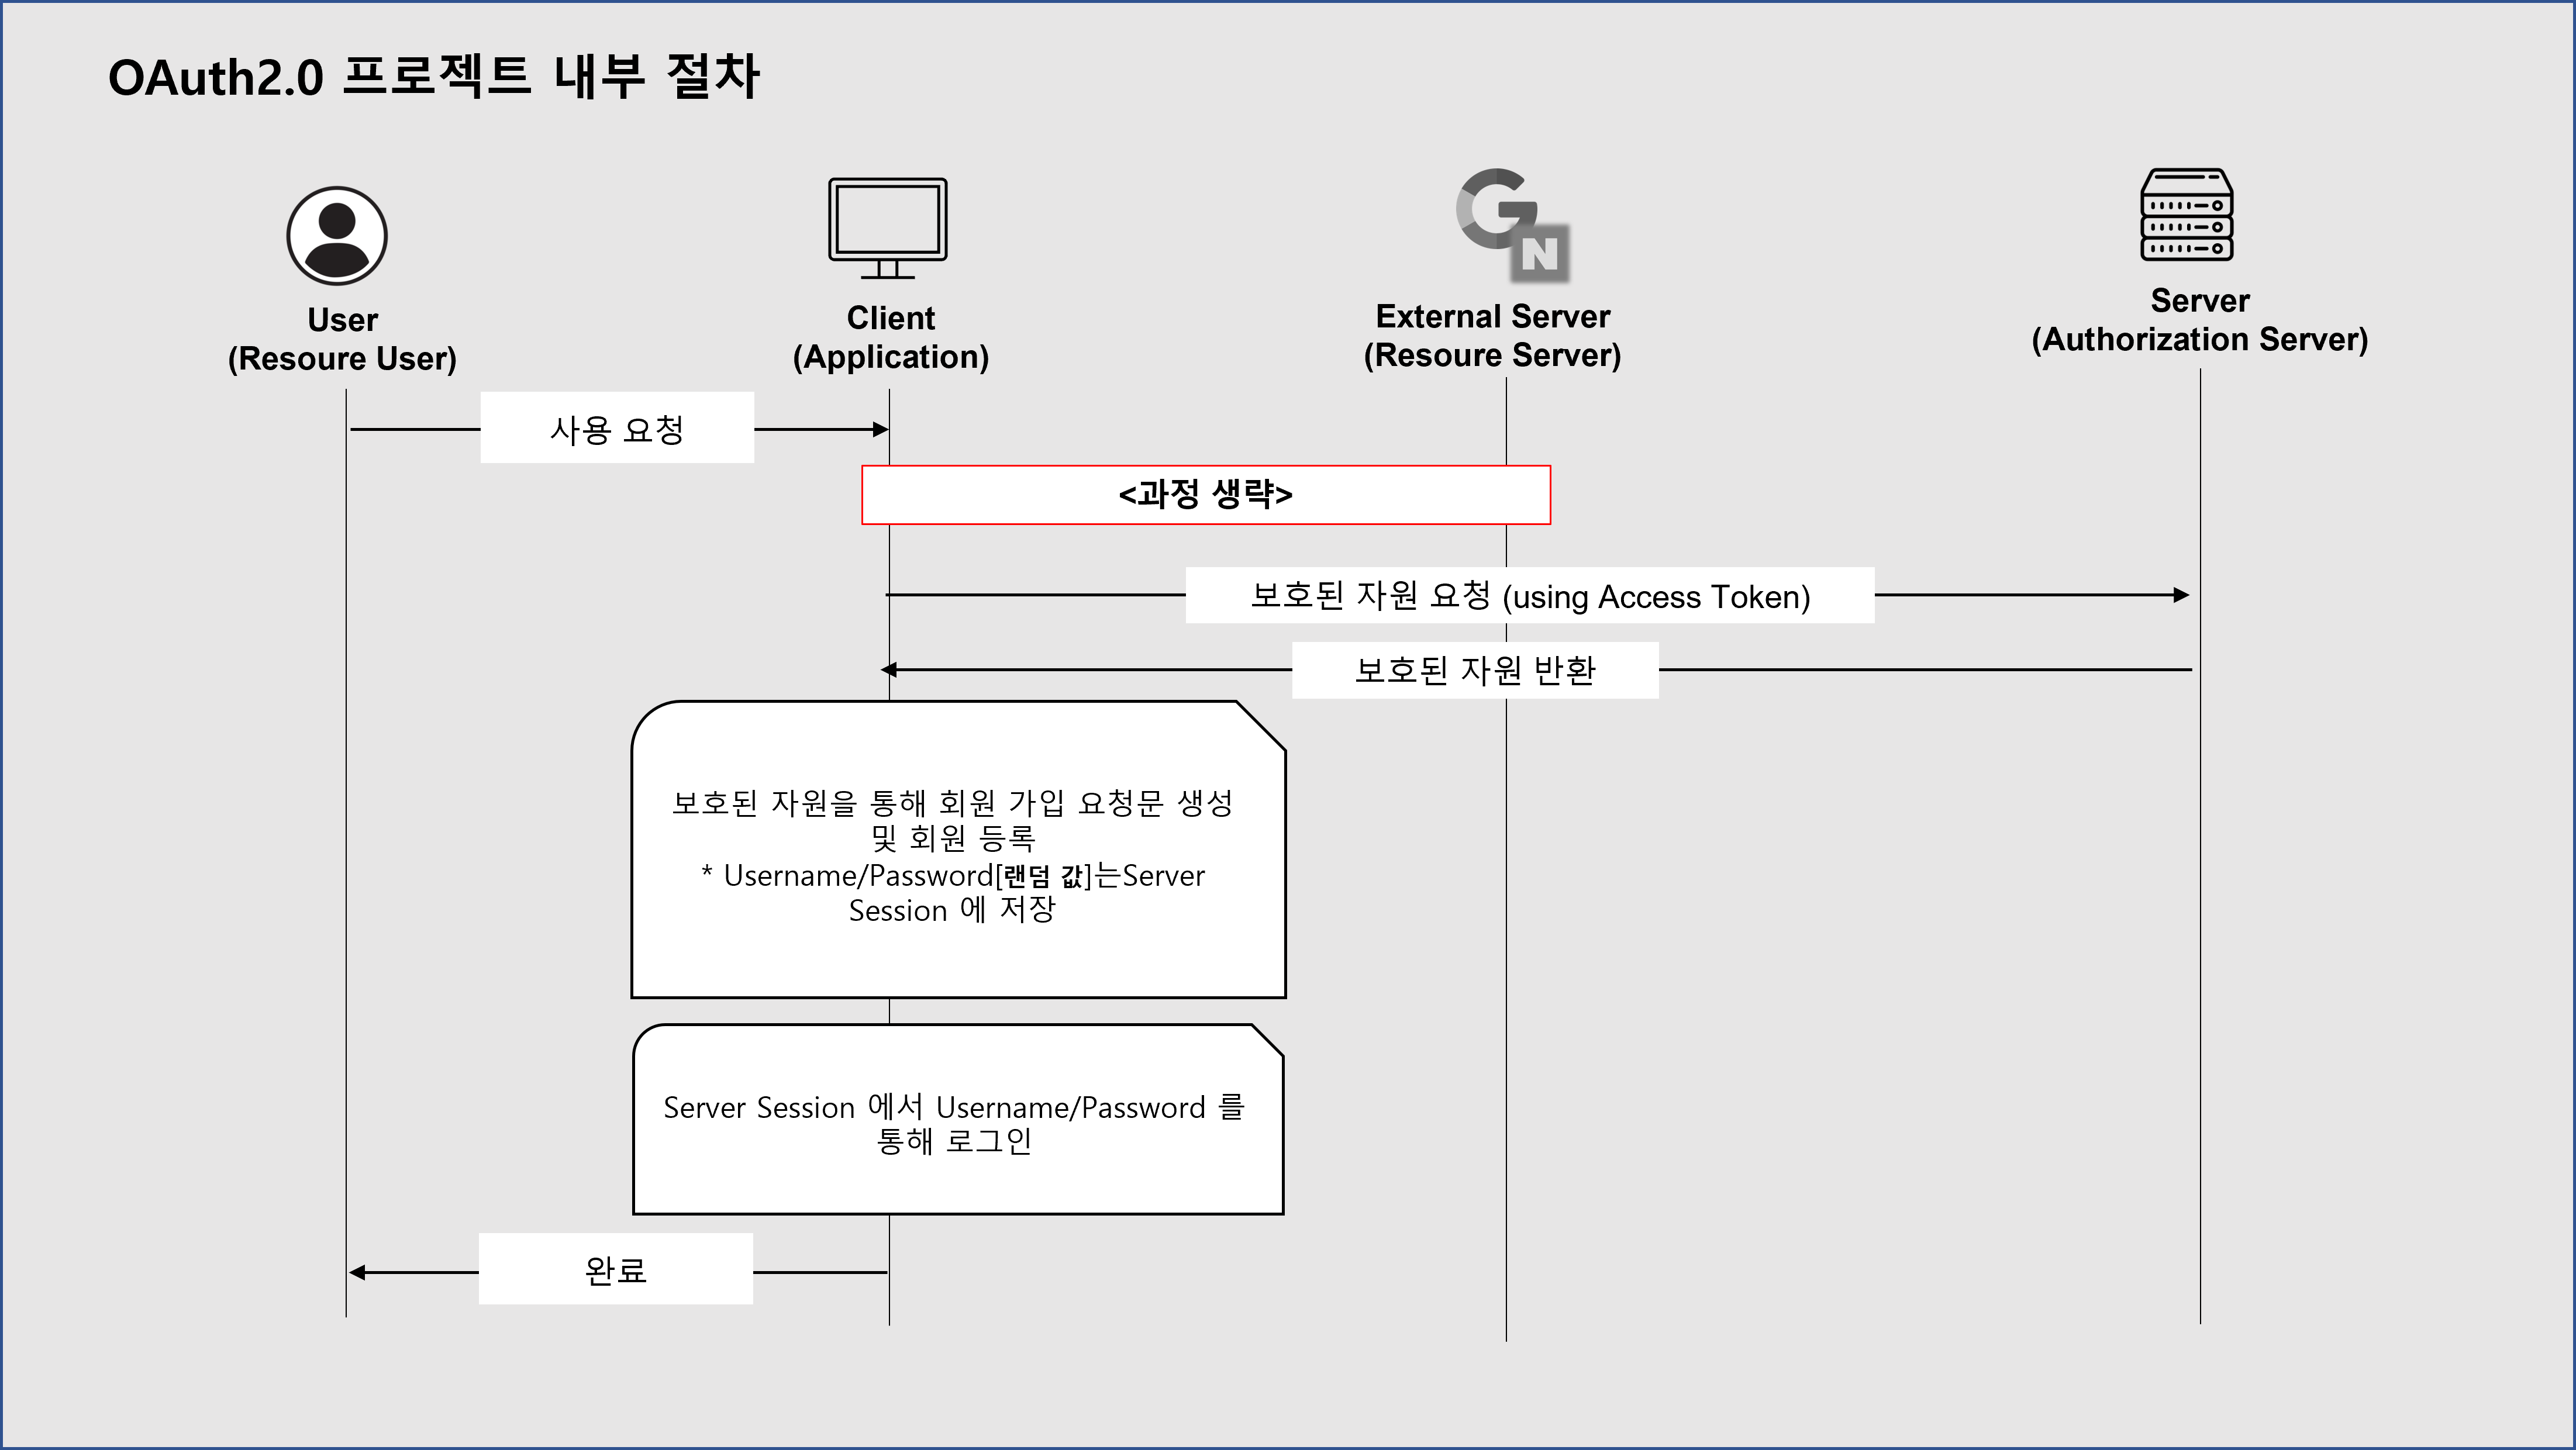 OAuth2.0 프로젝트 내부 절차
N
User
(Resoure User)
Client
(Application)
External Server
(Resoure Server)
Server
(Authorization Server)
사용 요청
<과정 생략>
보호된 자원 요청 (using Access Token)
보호된 자원 반환
보호된 자원을 통해 회원 가입 요청문 생성
및 회원 등록
* Username/Password[랜덤 값]는Server
Session 에 저장
Server Session 에서 Username/Password 를
통해 로그인
완료